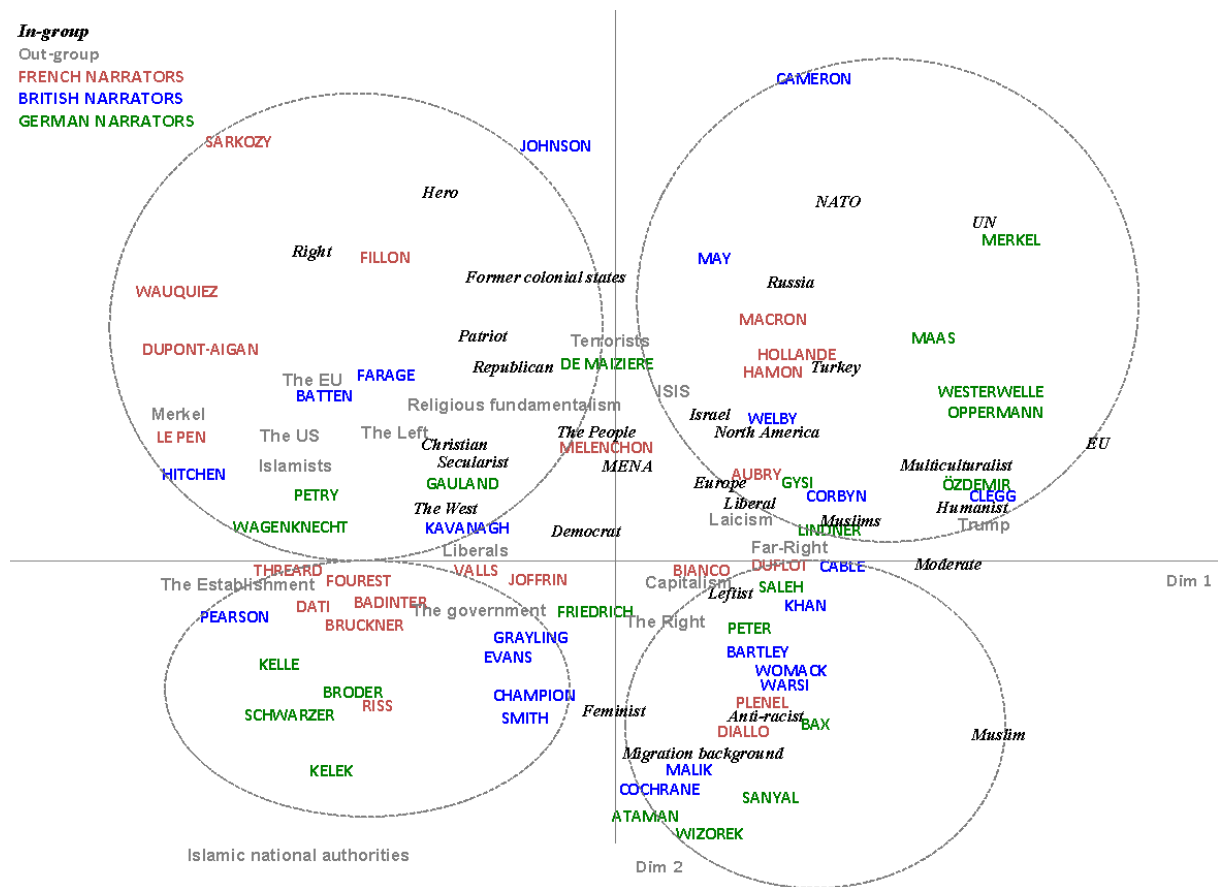 In-group
Out-group
FRENCH NARRATORS
BRITISH NARRATORS
GERMAN NARRATORS
CAMERON
SARKOZY
JOHNSON
Hero
NATO
UN
MERKEL
Right
FILLON
MAY
Former colonial states
Russia
WAUQUIEZ
MACRON
Patriot
Terrorists
MAAS
DUPONT-AIGAN
HOLLANDE
Republican
DE MAIZIERE
HAMON
Turkey
The EU
FARAGE
BATTEN
ISIS
WESTERWELLE
Religious fundamentalism
OPPERMANN
Merkel
Israel
WELBY
LE PEN
The US
The Left
The People
North America
EU
Christian
MELENCHON
Islamists
Secularist
MENA
Multiculturalist
HITCHEN
GAULAND
AUBRY
Europe
GYSI
ÖZDEMIR
PETRY
CORBYN
CLEGG
The West
Liberal
Humanist
WAGENKNECHT
KAVANAGH
Democrat
Laicism
Muslims
LINDNER
Trump
Liberals
Far-Right
THREARD
VALLS
BIANCO
DUFLOT
CABLE
Moderate
The Establishment
FOUREST
JOFFRIN
Capitalism
Dim 1
SALEH
Leftist
DATI
BADINTER
The government
FRIEDRICH
KHAN
PEARSON
BRUCKNER
The Right
PETER
GRAYLING
EVANS
BARTLEY
KELLE
WOMACK
WARSI
BRODER
CHAMPION
RISS
PLENEL
SCHWARZER
SMITH
Feminist
Anti-racist
BAX
DIALLO
Muslim
Migration background
KELEK
MALIK
COCHRANE
SANYAL
ATAMAN
WIZOREK
Islamic national authorities
Dim 2